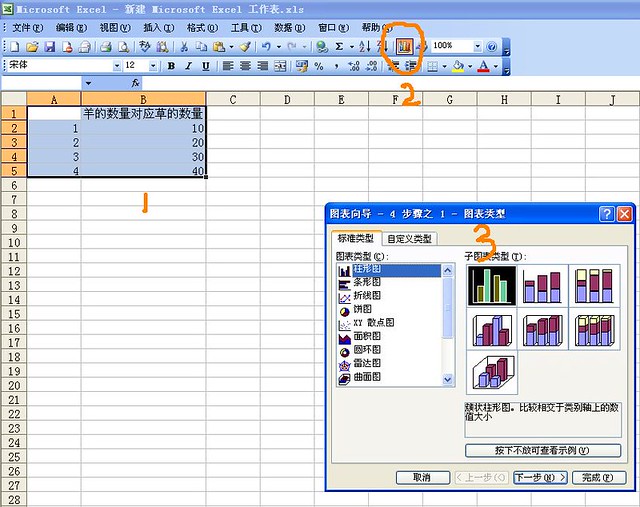 Microsoft Excel - 新建 Microsoft Excel 工作表.xls
文件(F) 编辑(E) 视图(V) 插入(I) 格式(O) 工具(T) 数据(D) 窗口(W) 帮助(H)
100%
宋体 12 B I U
fx
A B C D E F G H I J
1 羊的数量对应草的数量
2 1 10
3 2 20
4 3 30
5 4 40
6
7
8
9
10
11
12
13
14
15
16
17
18
19
20
21
22
23
24
25
26
27
28
1
2
3
图表向导 - 4 步骤之 1 - 图表类型
标准类型 自定义类型
图表类型(C): 子图表类型(T):
柱形图
条形图
折线图
饼图
XY 散点图
面积图
圆环图
雷达图
曲面图
簇状柱形图。比较相交于类别轴上的数
值大小
按下不放可查看示例(V)
取消 <上一步(B) 下一步(N)> 完成(F)